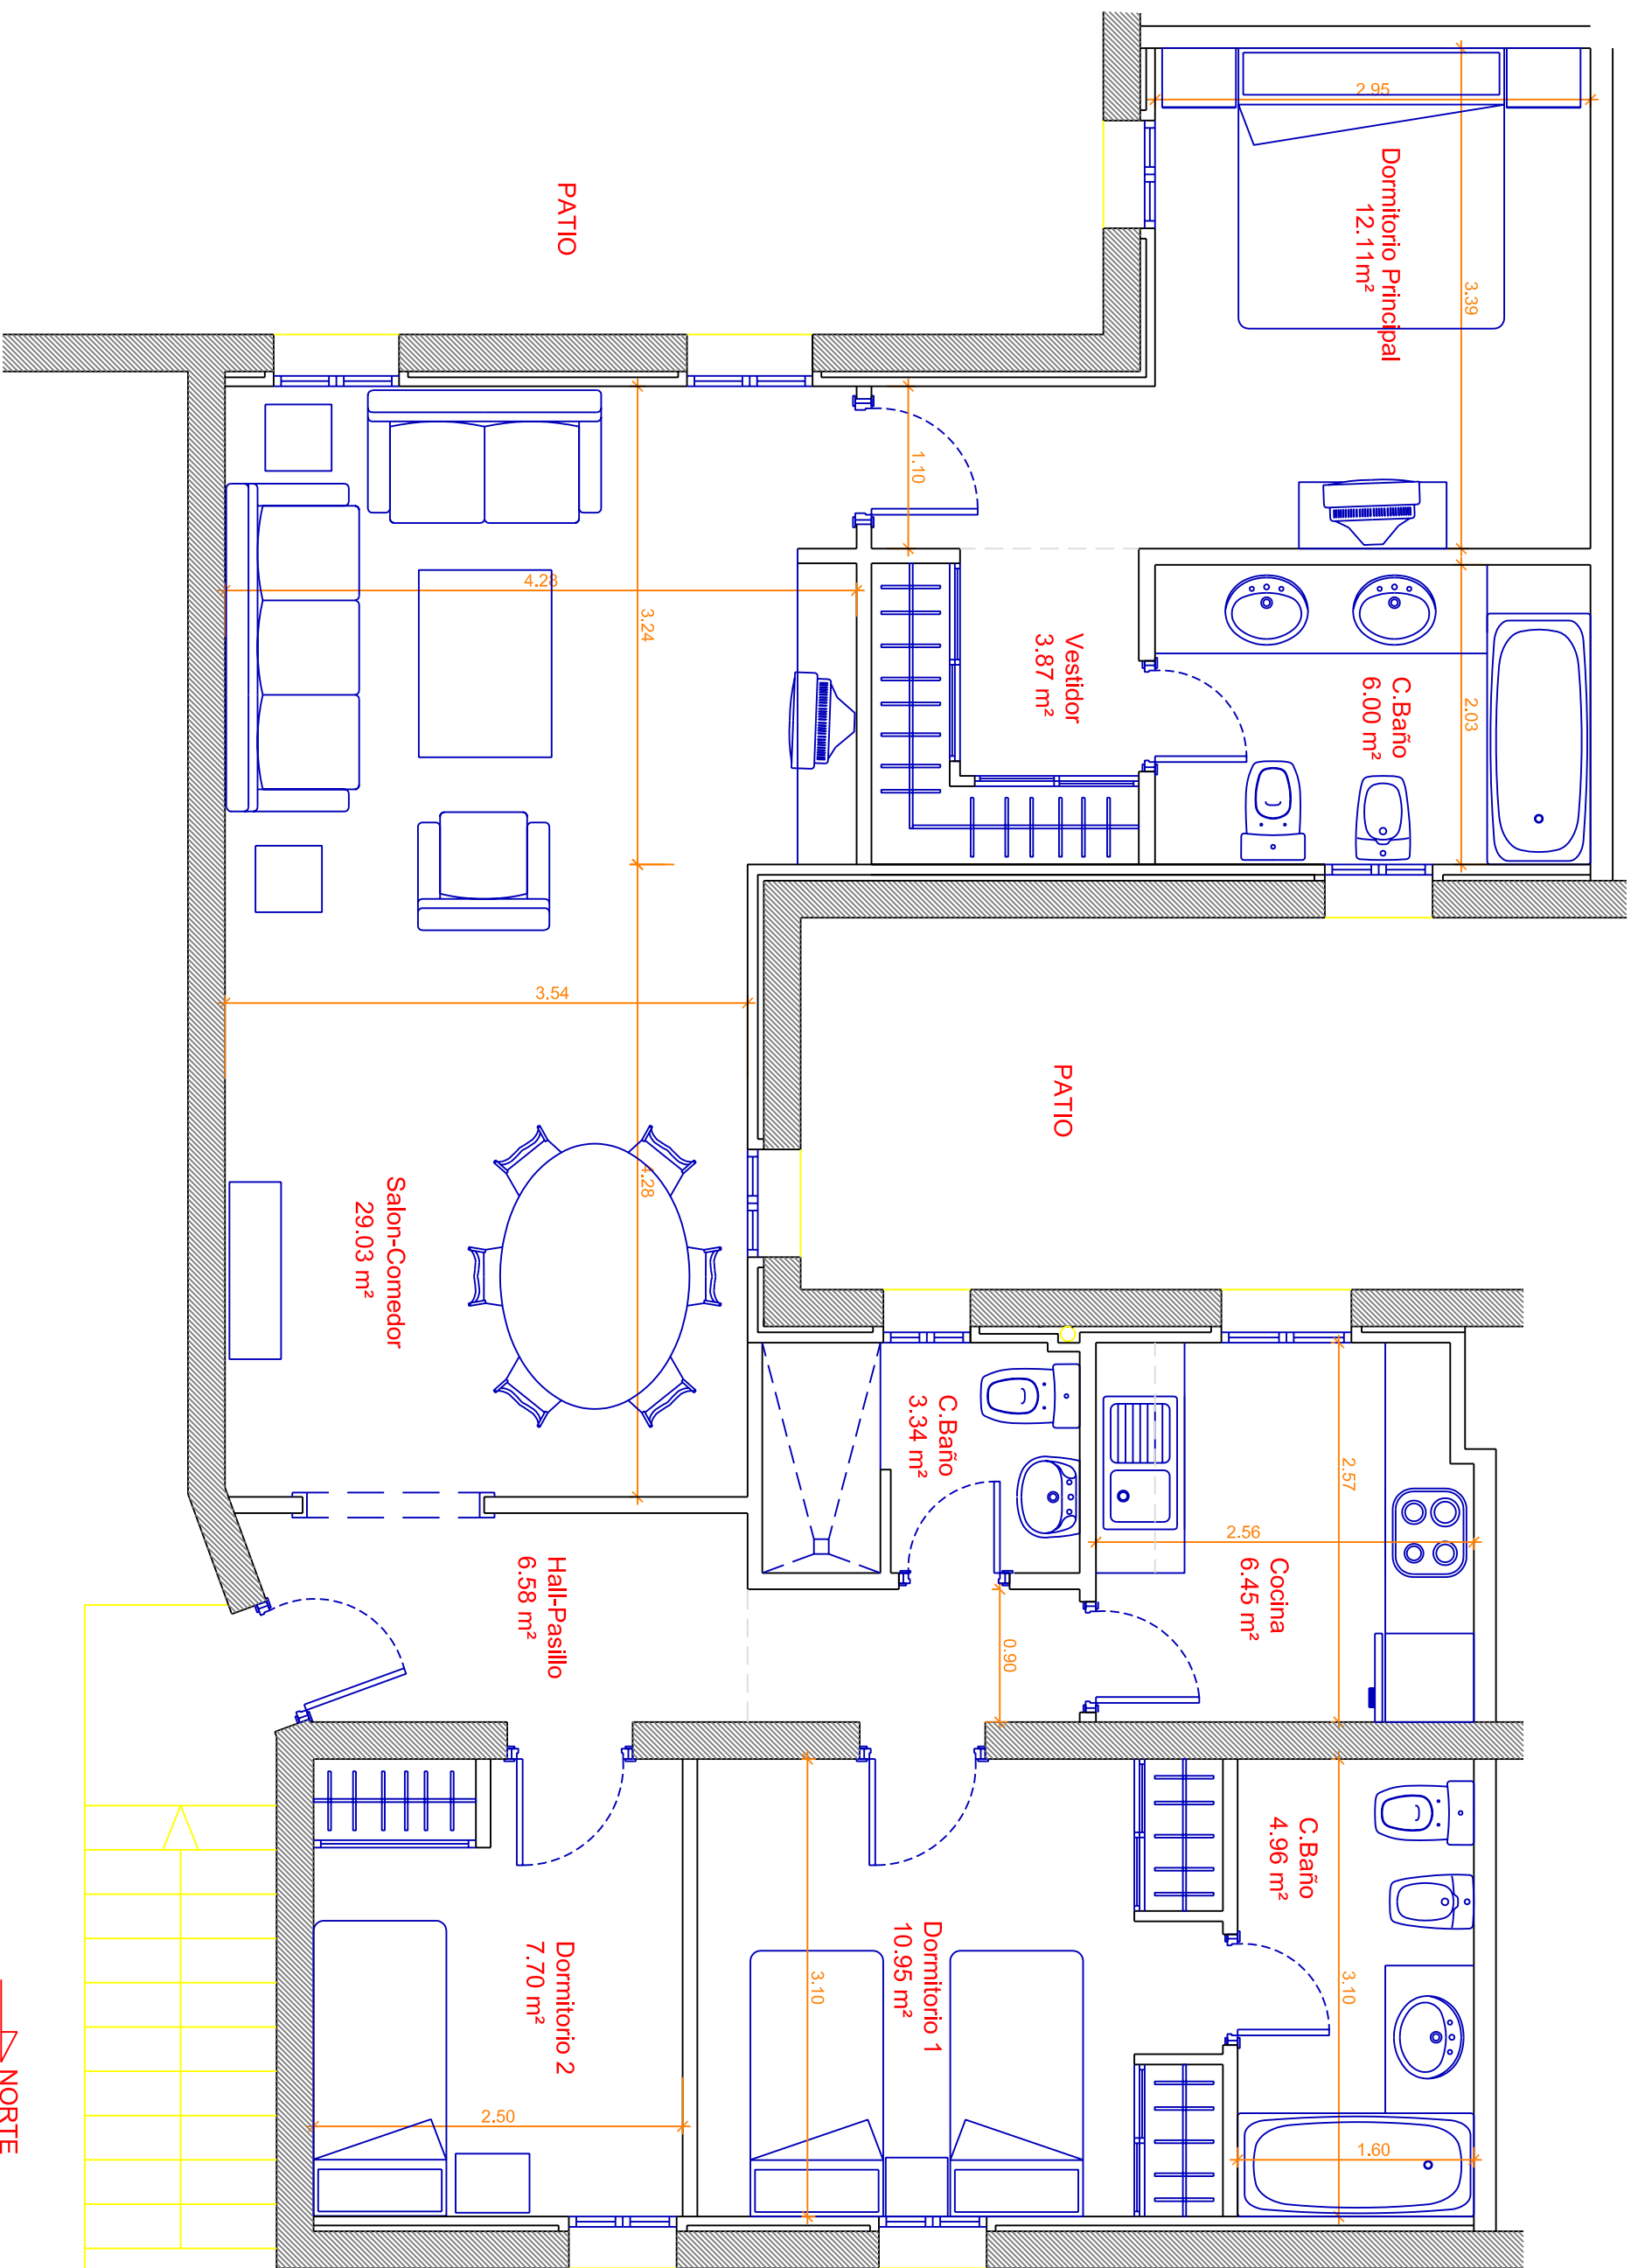 Dormitorio Principal
12.11m²
2.95
3.39
PATIO
1.10
C.Baño
6.00 m²
2.03
Vestidor
3.87 m²
4.28
3.24
3.54
PATIO
4.28
Salon-Comedor
29.03 m²
C.Baño
3.34 m²
2.57
2.56
Cocina
6.45 m²
Hall-Pasillo
6.58 m²
0.90
C.Baño
4.96 m²
3.10
1.60
Dormitorio 1
10.95 m²
3.10
Dormitorio 2
7.70 m²
2.50
NORTE